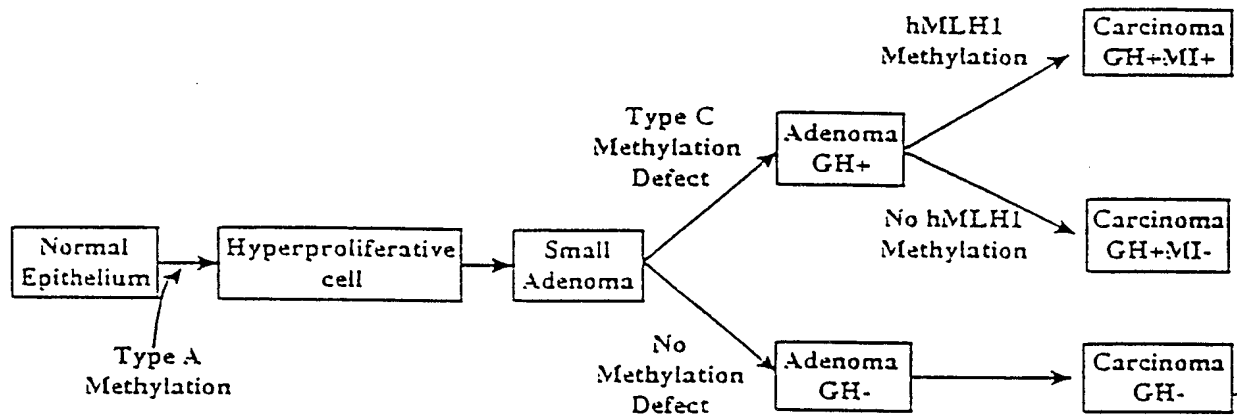 Normal
Epithelium
Type A
Methylation
Hyperproliferative
cell
Small
Adenoma
Type C
Methylation
Defect
Adenoma
GH+
hMLH1
Methylation
Carcinoma
GH+MI+
No hMLH1
Methylation
Carcinoma
GH+MI-
No
Methylation
Defect
Adenoma
GH-
Carcinoma
GH-